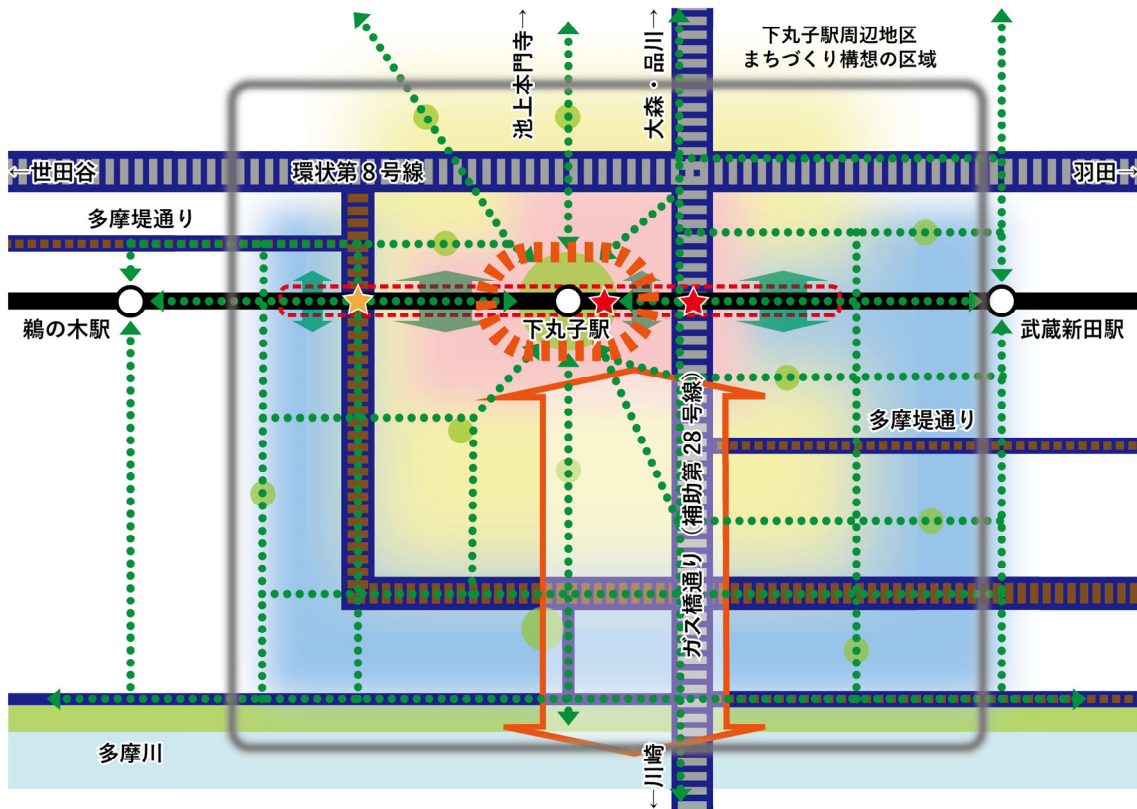 池上本門寺→
大森・品川→
下丸子駅周辺地区
まちづくり構想の区域
←世田谷
環状第8号線
羽田→
多摩堤通り
鵜の木駅
下丸子駅
武蔵新田駅
多摩堤通り
ガス橋通り（補助第28号線）
多摩川
←川崎